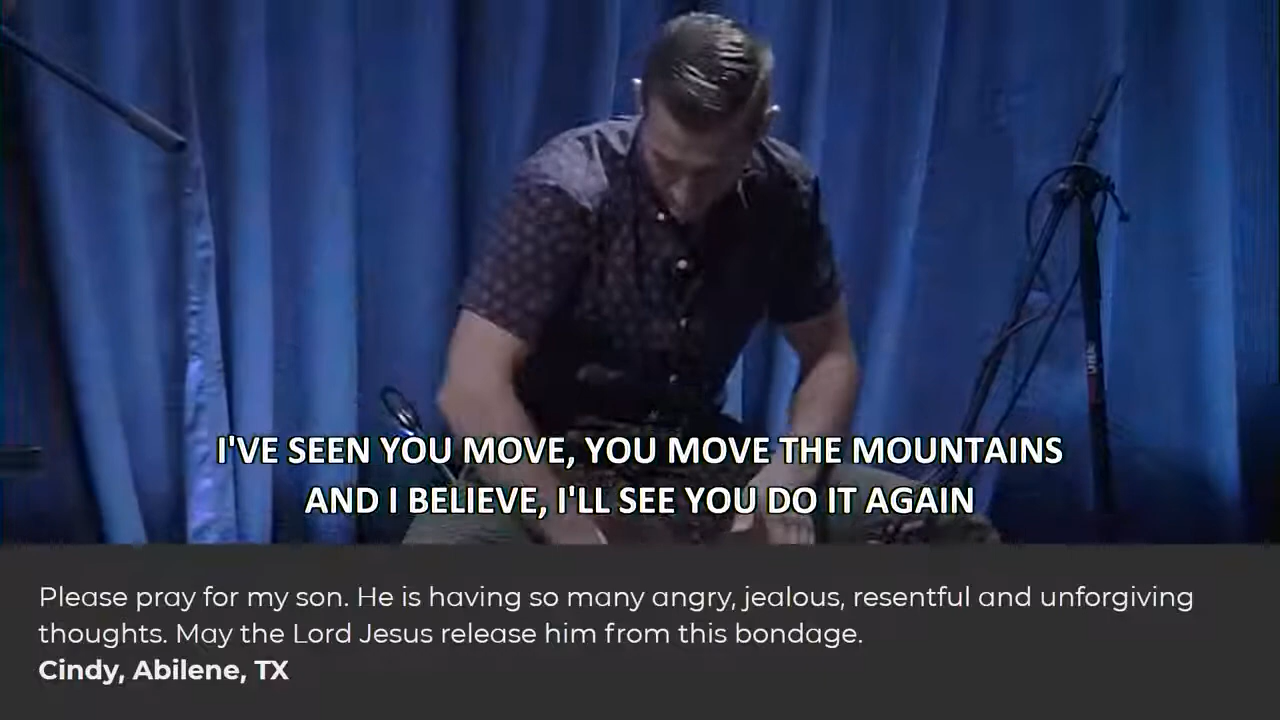 I'VE SEEN YOU MOVE, YOU MOVE THE MOUNTAINS
AND I BELIEVE, I'LL SEE YOU DO IT AGAIN
Please pray for my son. He is having so many angry, jealous, resentful and unforgiving
thoughts. May the Lord Jesus release him from this bondage.
Cindy, Abilene, TX